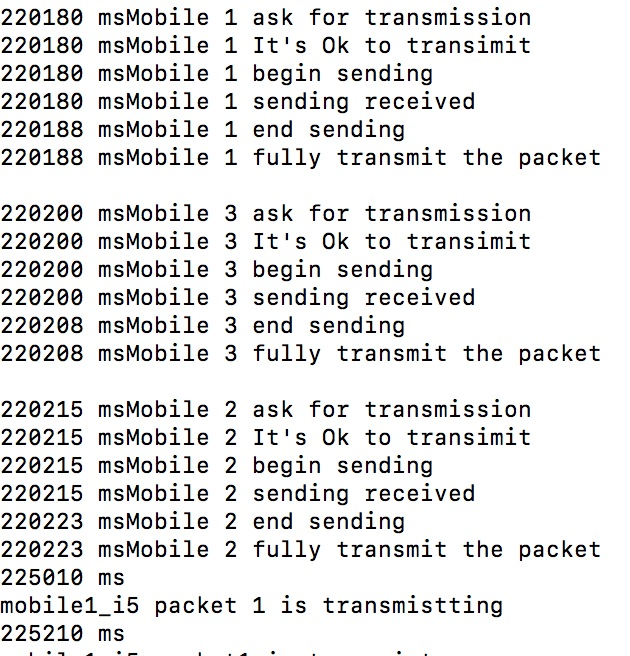 220180 msMobile 1 ask for transmission
220180 msMobile 1 It's Ok to transimit
220180 msMobile 1 begin sending
220180 msMobile 1 sending received
220188 msMobile 1 end sending
220188 msMobile 1 fully transmit the packet
220200 msMobile 3 ask for transmission
220200 msMobile 3 It's Ok to transimit
220200 msMobile 3 begin sending
220200 msMobile 3 sending received
220208 msMobile 3 end sending
220208 msMobile 3 fully transmit the packet
220215 msMobile 2 ask for transmission
220215 msMobile 2 It's Ok to transimit
220215 msMobile 2 begin sending
220215 msMobile 2 sending received
220223 msMobile 2 end sending
220223 msMobile 2 fully transmit the packet
225010 ms
mobile1_i5 packet 1 is transmistting
225210 ms